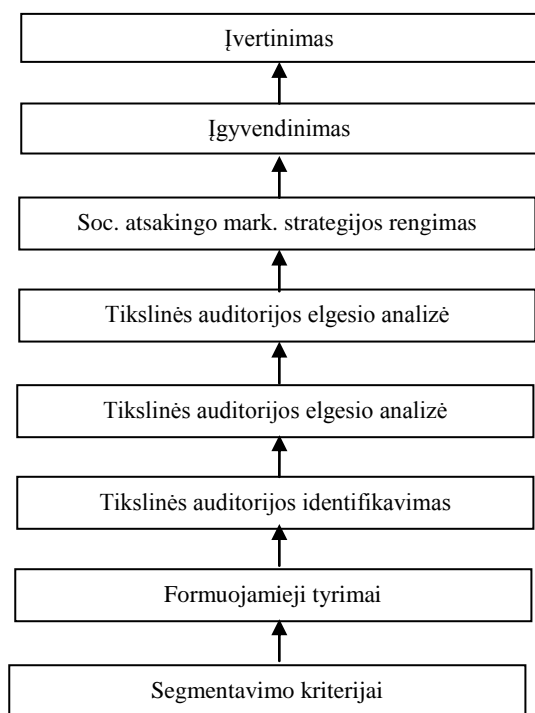 Įvertinimas
Įgyvendinimas
Soc. atsakingo mark. strategijos rengimas
Tikslinės auditorijos elgesio analizė
Tikslinės auditorijos elgesio analizė
Tikslinės auditorijos identifikavimas
Formuojamieji tyrimai
Segmentavimo kriterijai